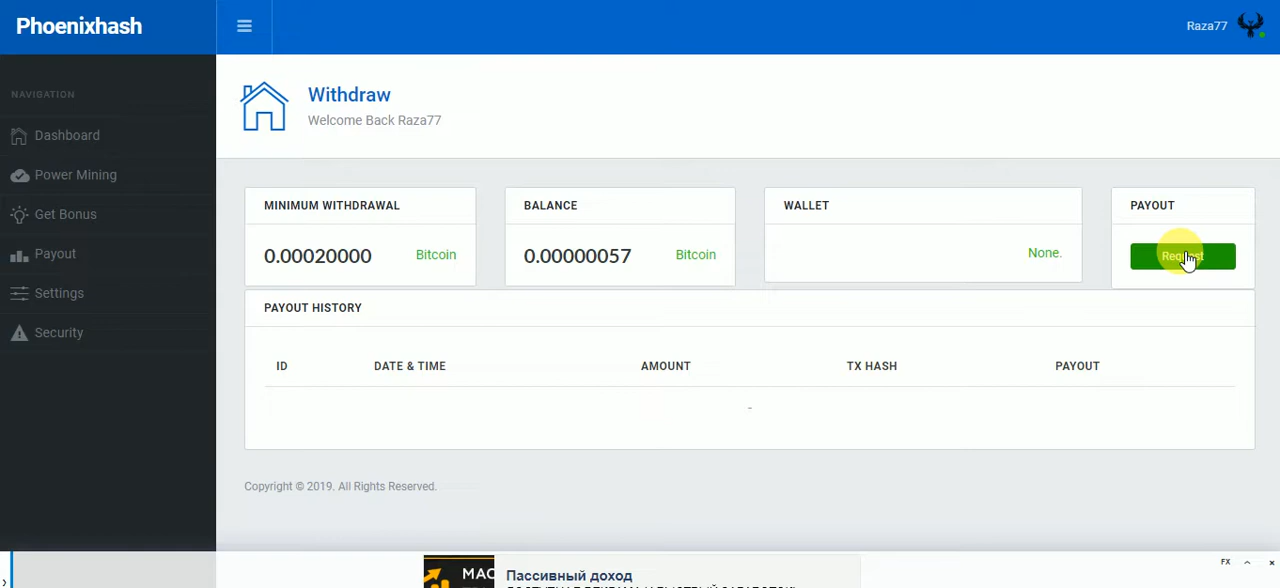 Phoenixhash
Raza77
NAVIGATION
Dashboard
Power Mining
Get Bonus
Payout
Settings
Security
Withdraw
Welcome Back Raza77
MINIMUM WITHDRAWAL
0.00020000 Bitcoin
BALANCE
0.00000057 Bitcoin
WALLET
None.
PAYOUT
Request
PAYOUT HISTORY
ID DATE & TIME AMOUNT TX HASH PAYOUT
-
Copyright © 2019. All Rights Reserved.
Пассивный доход
FX